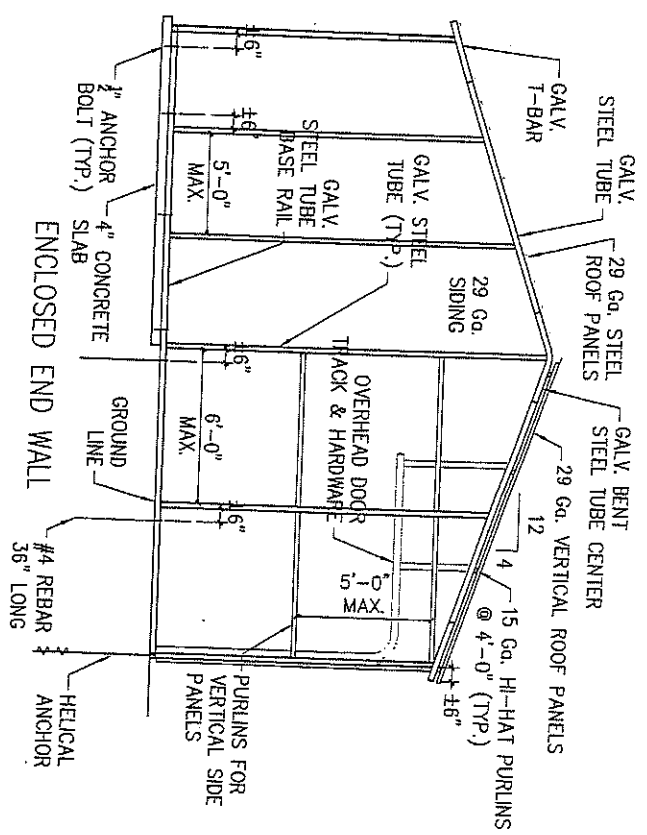 GALV.
STEEL TUBE
29 Ga. STEEL
ROOF PANELS
GALV. BENT
STEEL TUBE CENTER
29 Ga. VERTICAL ROOF PANELS
12
4
15 Ga. HI-HAT PURLINS
@ 4'-0" (TYP.)
±6"
GALV.
T-BAR
29 Ga.
SIDING
OVERHEAD DOOR
TRACK & HARDWARE
5'-0"
MAX.
GALV. STEEL
TUBE (TYP.)
GALV.
STEEL TUBE
BASE RAIL
PURLINS FOR
VERTICAL SIDE
PANELS
±6"
±6"
5'-0"
MAX.
±6"
6'-0"
MAX.
±6"
½" ANCHOR
BOLT (TYP.)
4" CONCRETE
SLAB
GROUND
LINE
#4 REBAR
36" LONG
HELICAL
ANCHOR
ENCLOSED END WALL